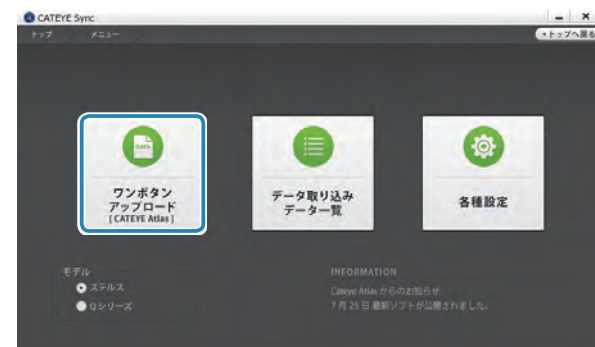 CATEYE Sync
トップ メニュー
◂トップへ戻る
DATA
ワンボタン
アップロード
[CATEYE Atlas]
データ取り込み
データ一覧
各種設定
モデル
ステルス
Qシリーズ
INFORMATION
Cateye Atlas からのお知らせ
7月25日 最新ソフトが公開されました。